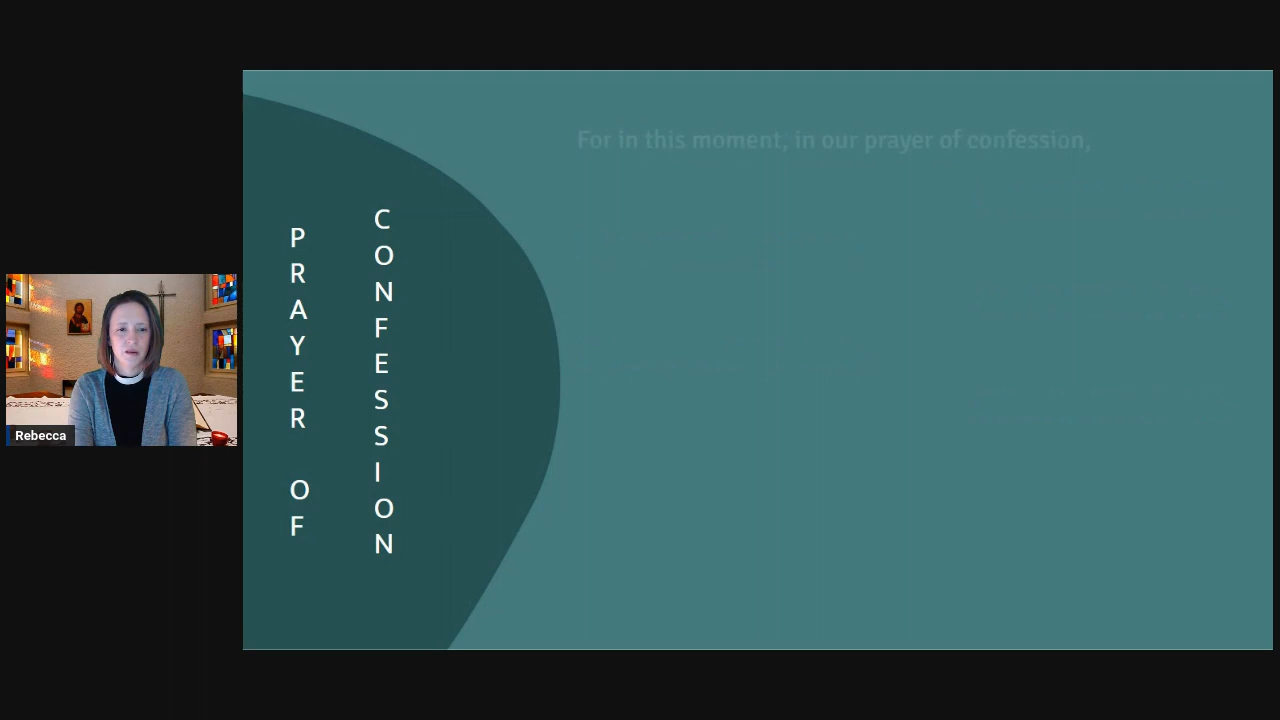 For in this moment, in our prayer of confession,
PRAYER OF
CONFESSION
Rebecca